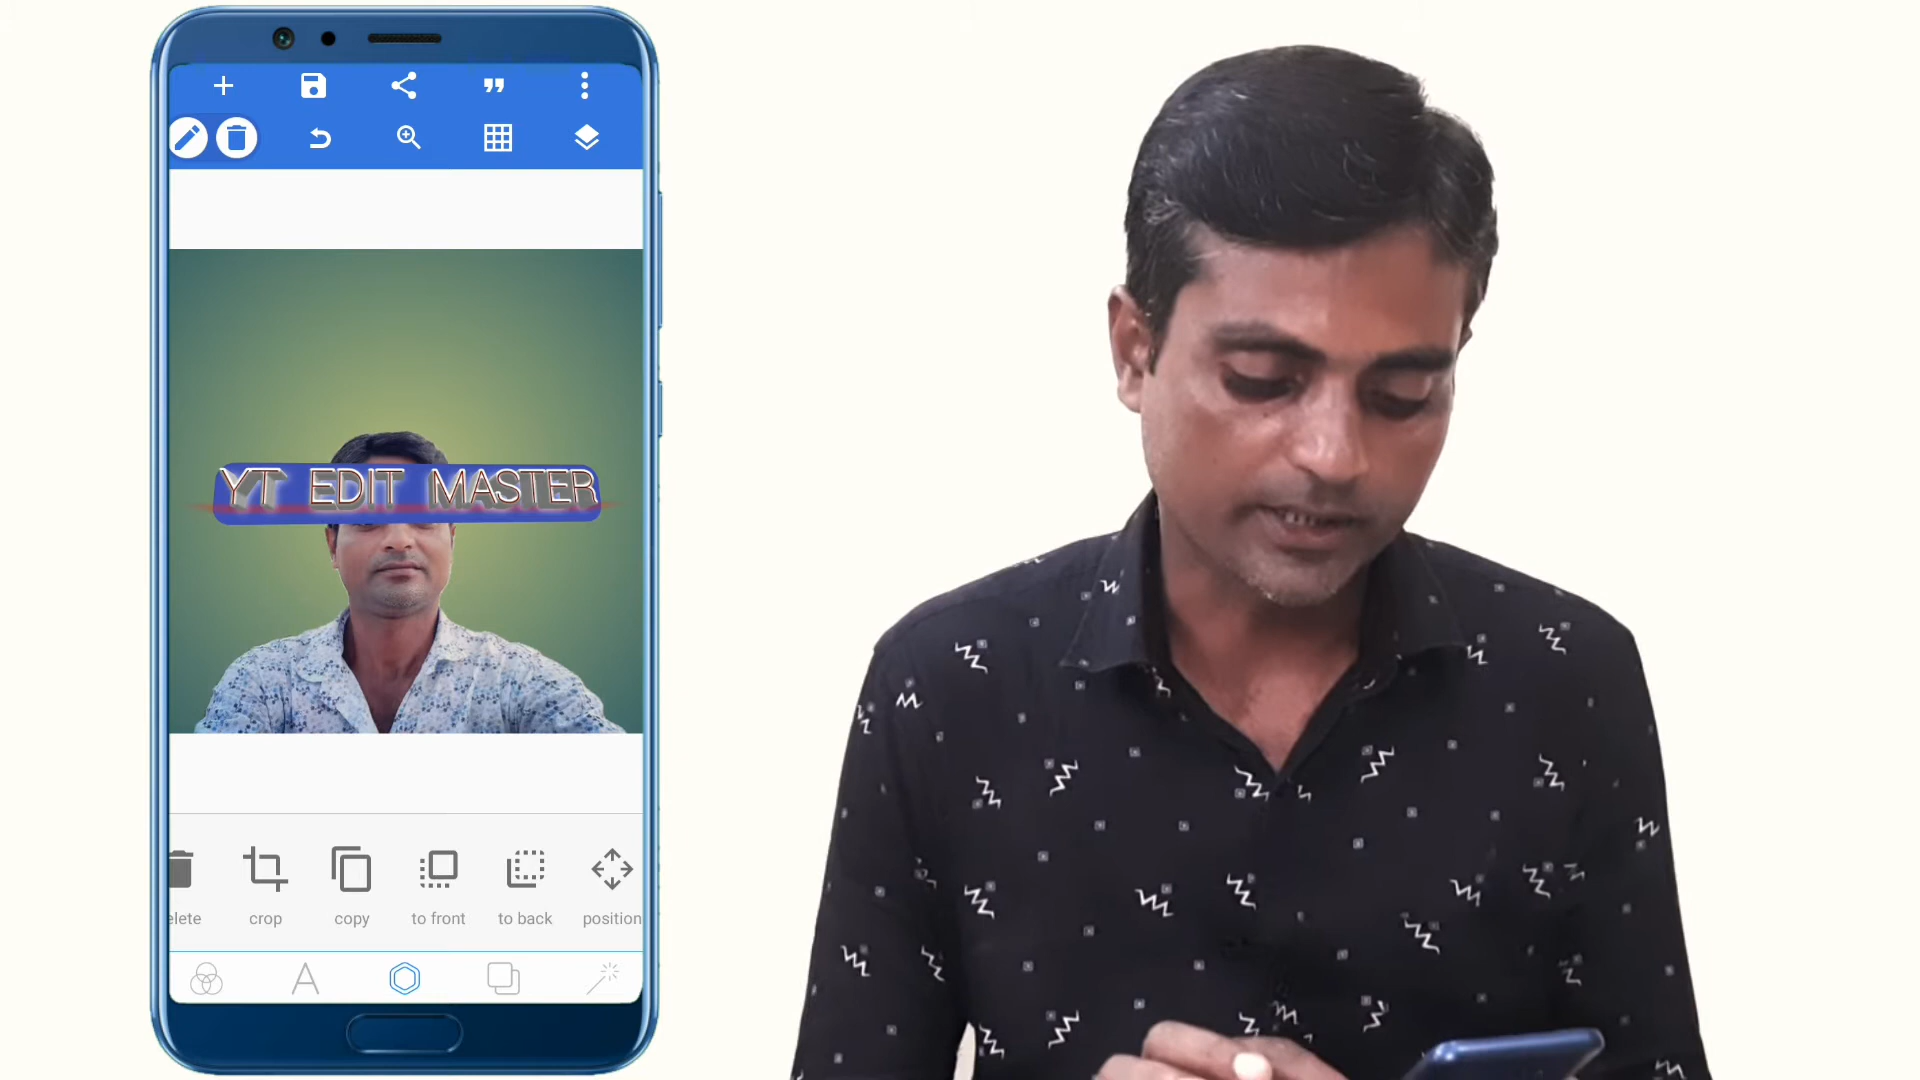 YT EDIT MASTER
elete
crop
copy
to front
to back
position